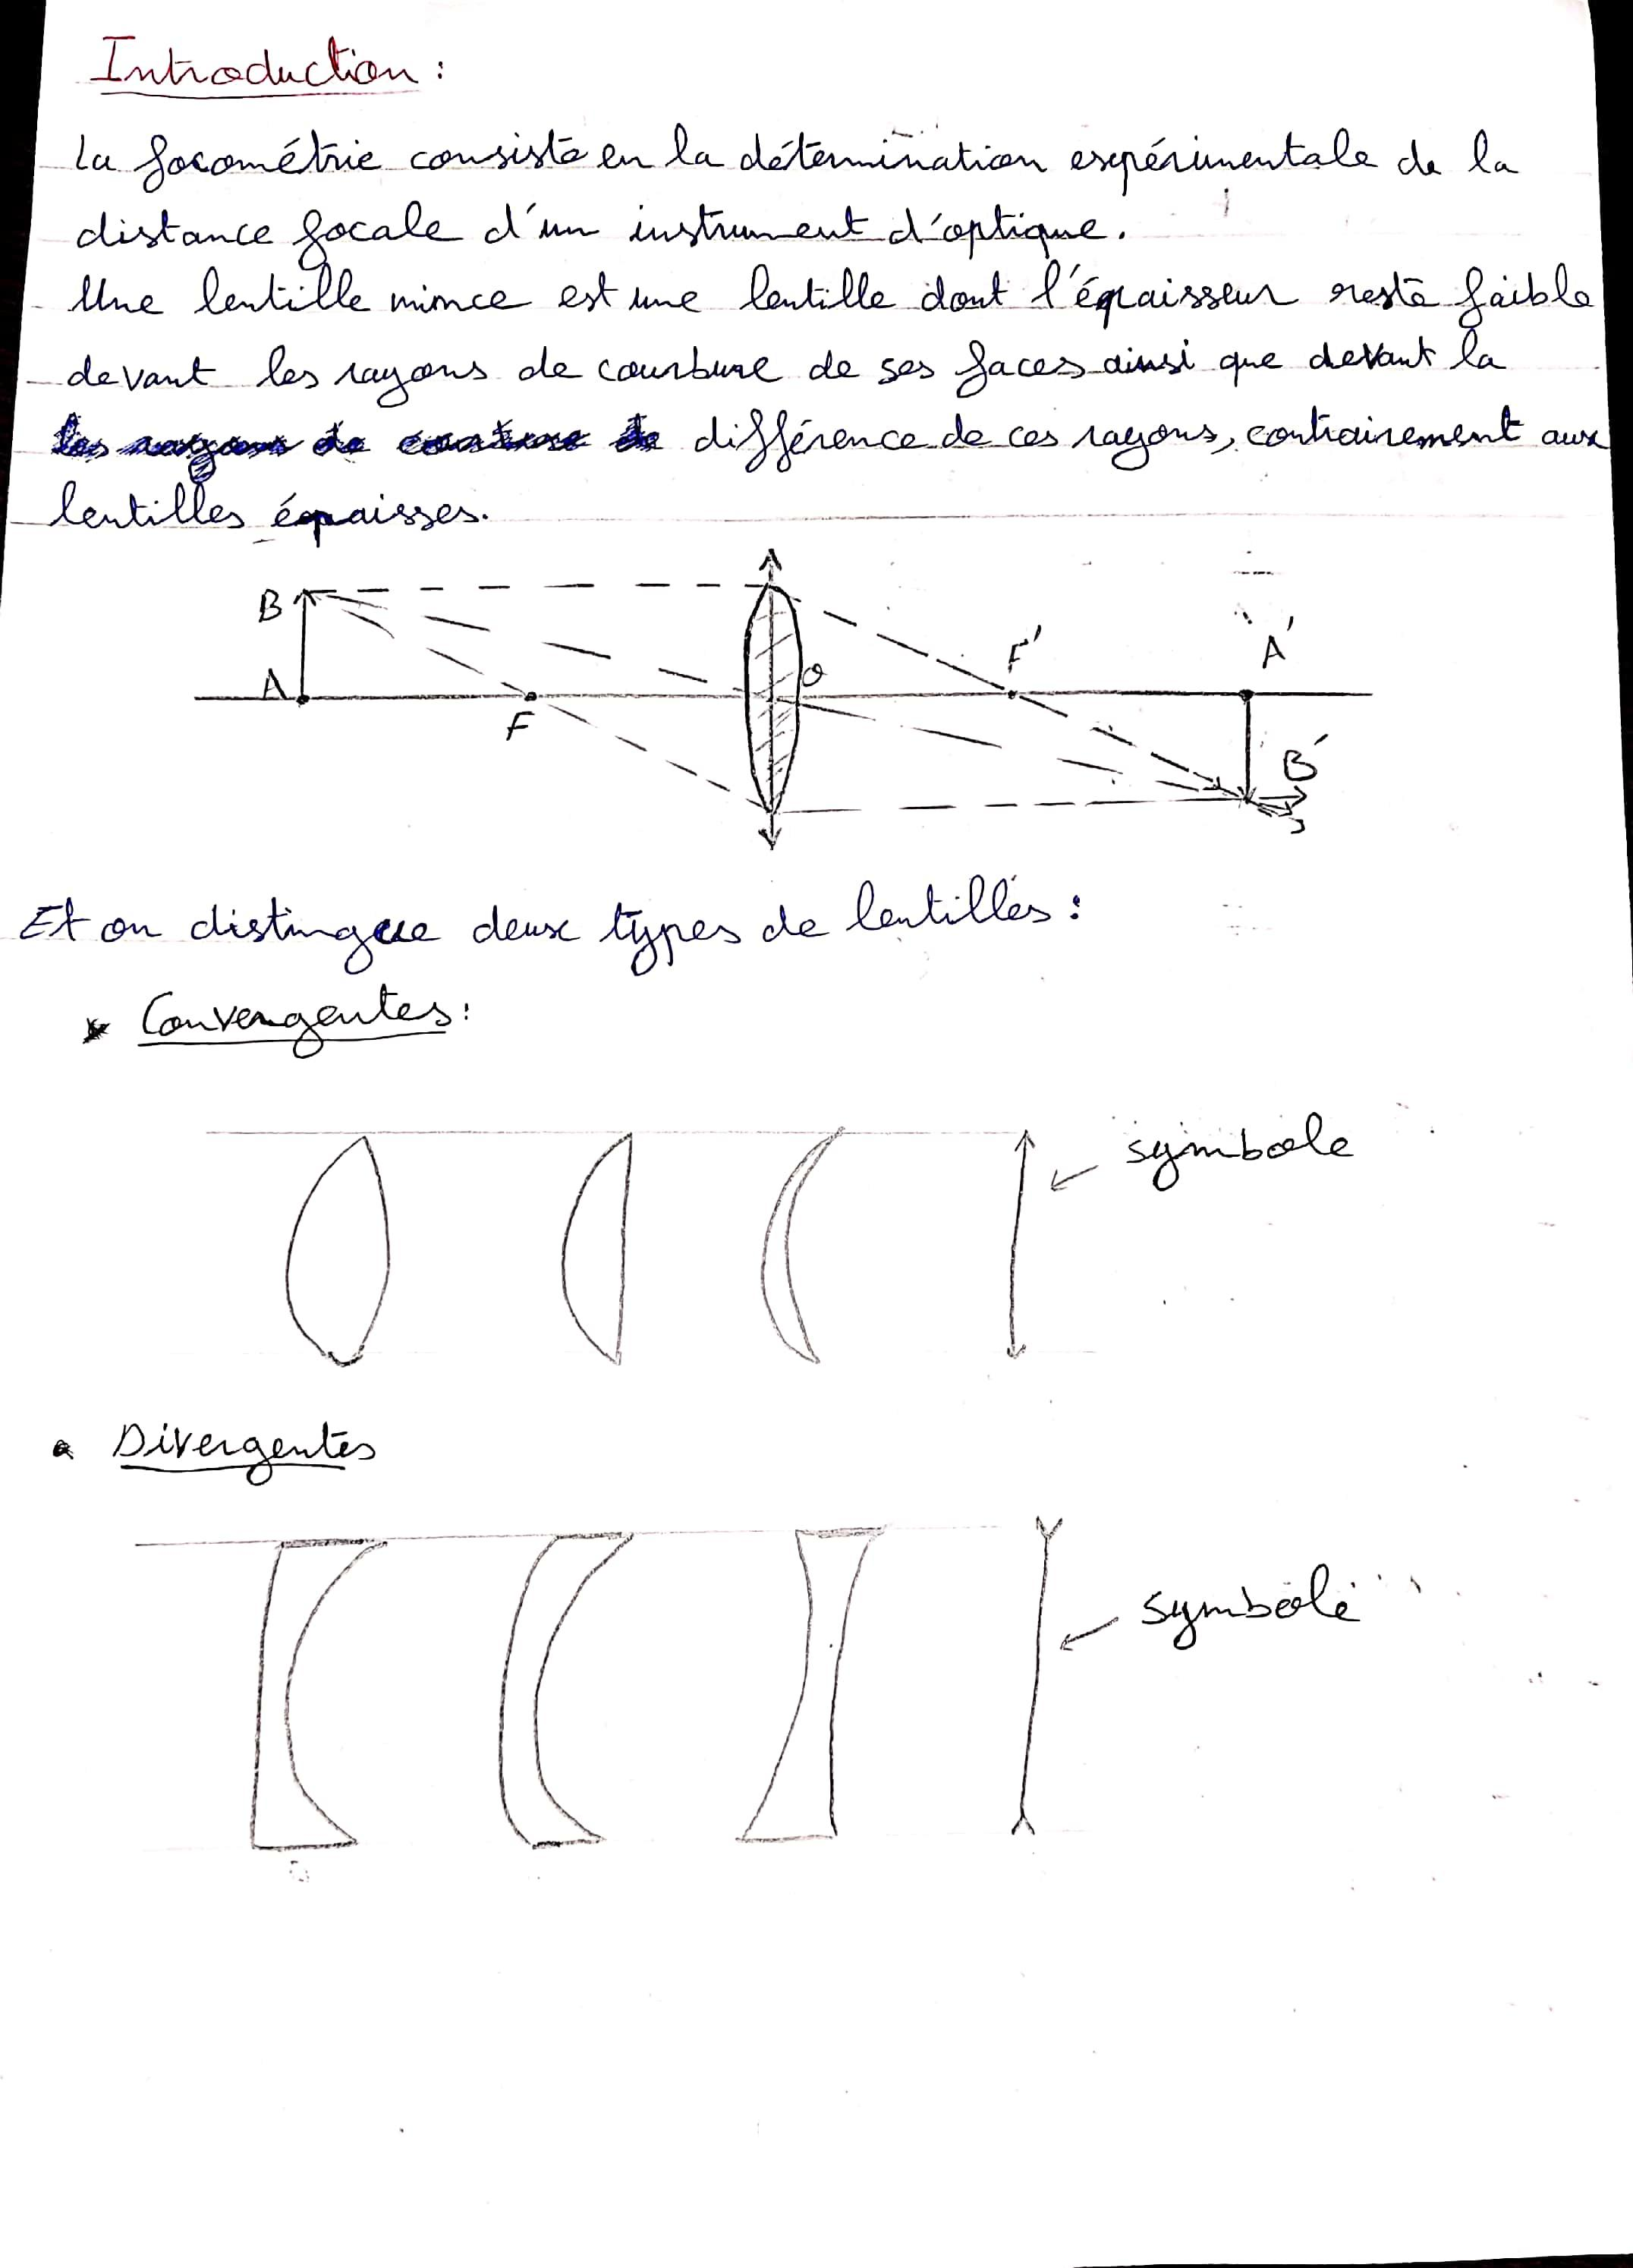 Introduction :
La focométrie consiste en la détermination expérimentale de la
distance focale d'un instrument d'optique.
Une lentille mince est une lentille dont l'épaisseur reste faible
devant les rayons de courbure de ses faces ainsi que devant la
différence de ces rayons, contrairement aux
lentilles épaisses.
B
A
F
O
F'
A'
B'
Et on distingue deux types de lentilles :
* Convergentes :
symbole
• Divergentes
symbole